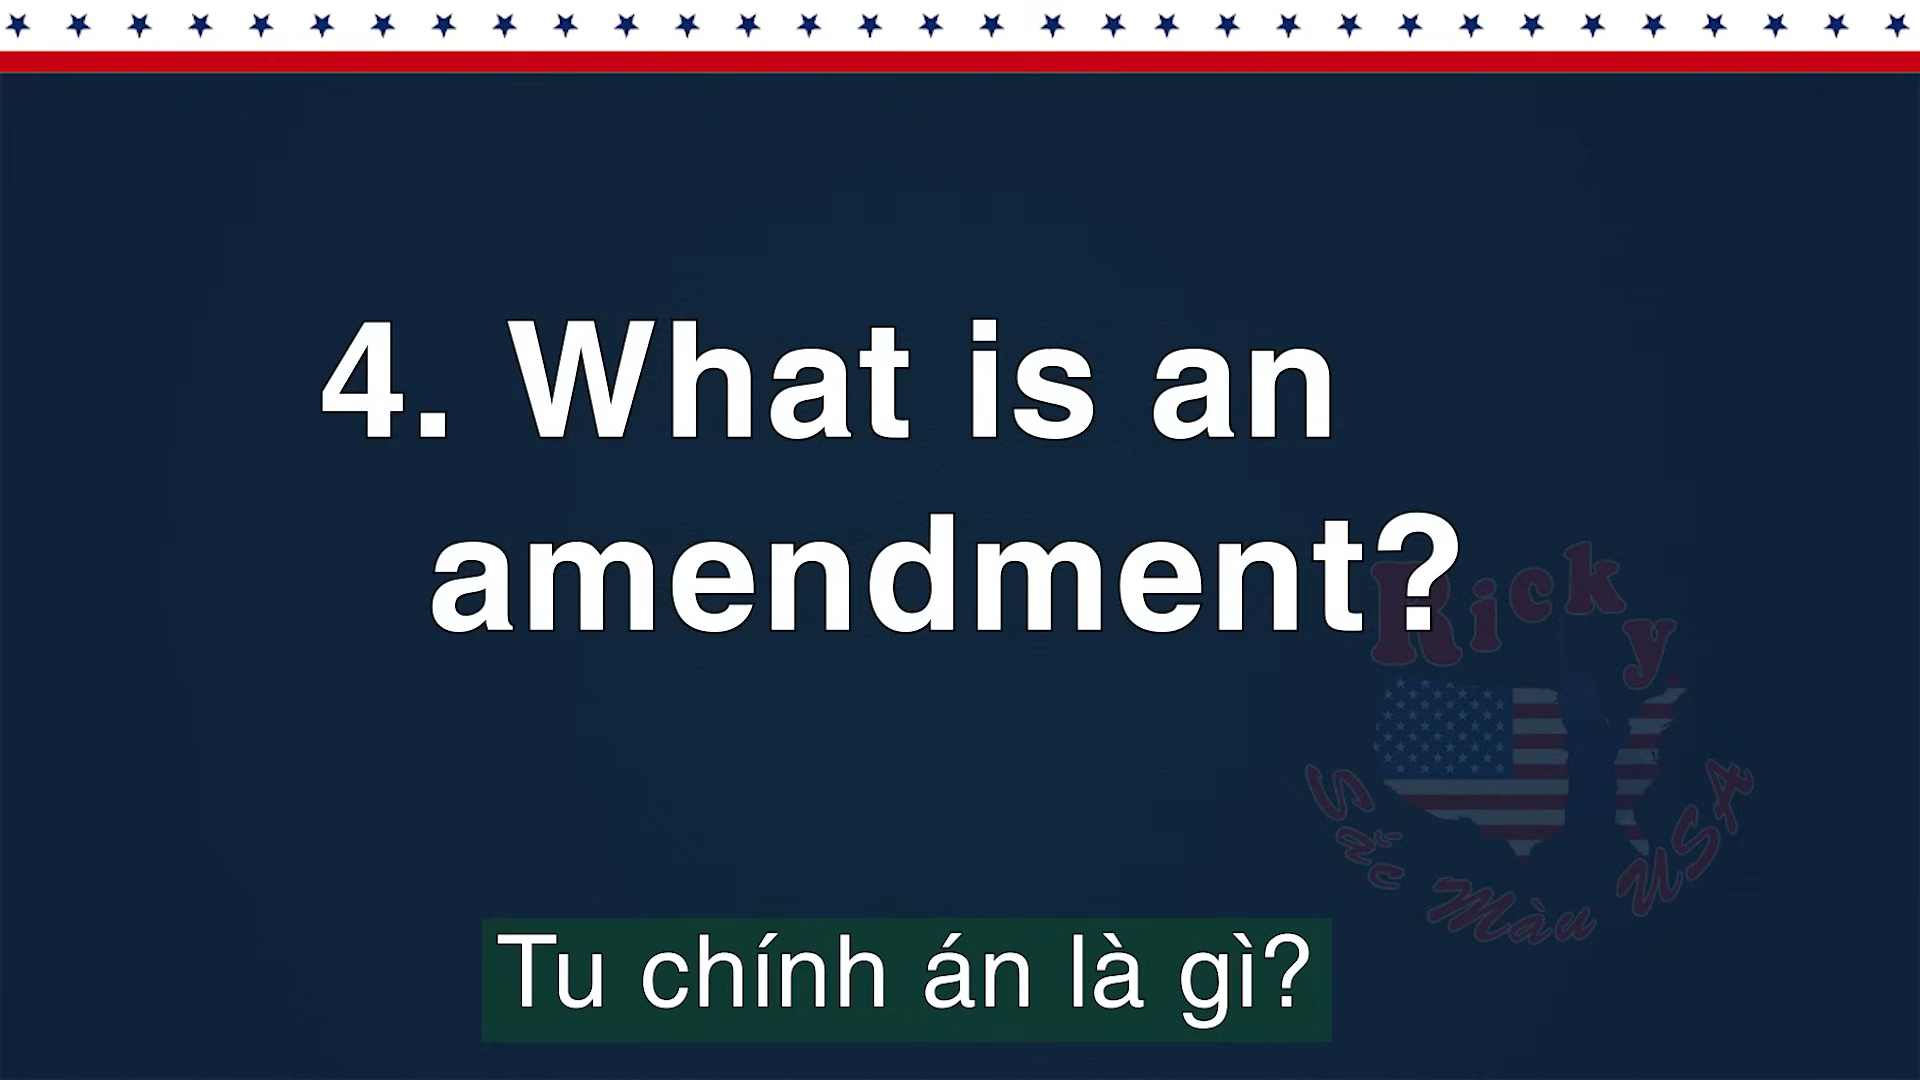 4. What is an
amendment?
Ricky
Sắc Màu USA
Tu chính án là gì?